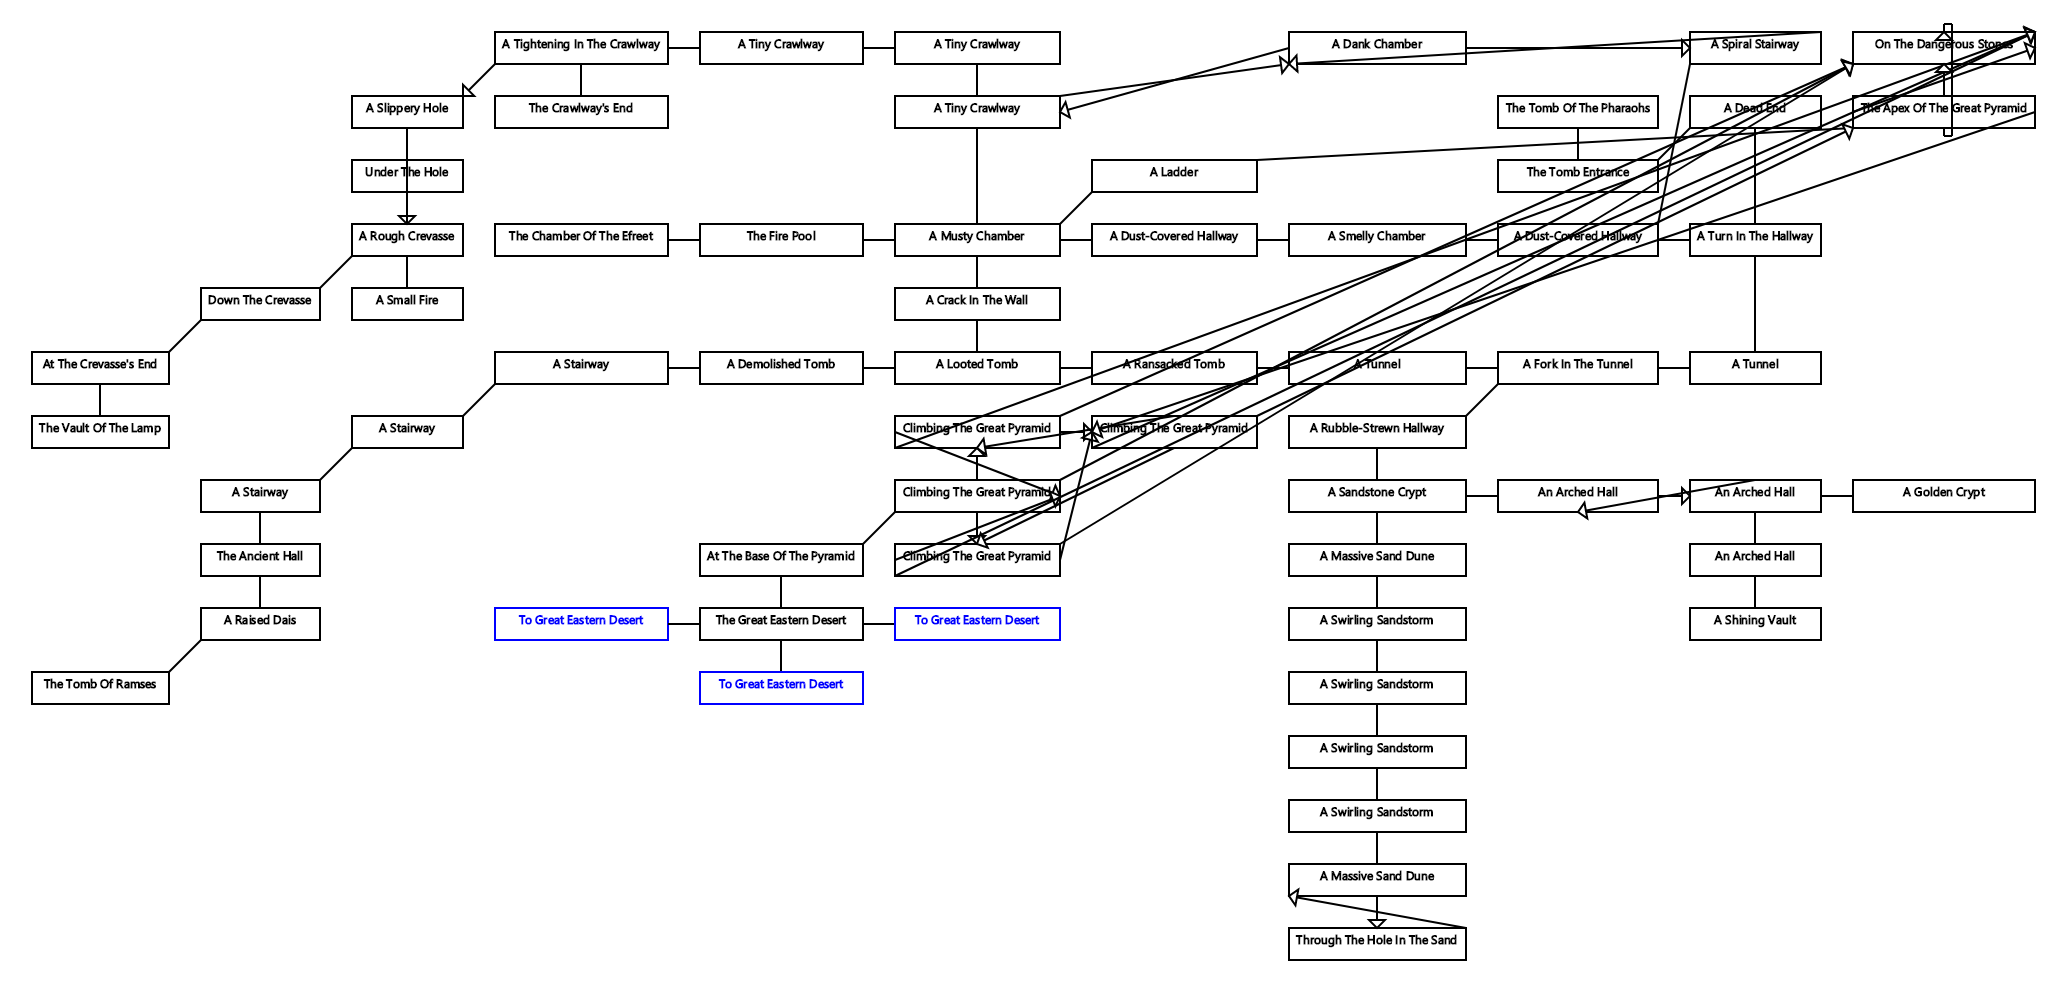 A Tightening In The Crawlway
A Tiny Crawlway
A Tiny Crawlway
A Dank Chamber
A Spiral Stairway
On The Dangerous Stones
A Slippery Hole
The Crawlway's End
A Tiny Crawlway
The Tomb Of The Pharaohs
A Dead End
The Apex Of The Great Pyramid
Under The Hole
A Ladder
The Tomb Entrance
A Rough Crevasse
The Chamber Of The Efreet
The Fire Pool
A Musty Chamber
A Dust-Covered Hallway
A Smelly Chamber
A Dust-Covered Hallway
A Turn In The Hallway
Down The Crevasse
A Small Fire
A Crack In The Wall
At The Crevasse's End
A Stairway
A Demolished Tomb
A Looted Tomb
A Ransacked Tomb
A Tunnel
A Fork In The Tunnel
A Tunnel
The Vault Of The Lamp
A Stairway
Climbing The Great Pyramid
Climbing The Great Pyramid
A Rubble-Strewn Hallway
A Stairway
Climbing The Great Pyramid
A Sandstone Crypt
An Arched Hall
An Arched Hall
A Golden Crypt
The Ancient Hall
At The Base Of The Pyramid
Climbing The Great Pyramid
A Massive Sand Dune
An Arched Hall
A Raised Dais
To Great Eastern Desert
The Great Eastern Desert
To Great Eastern Desert
A Swirling Sandstorm
A Shining Vault
The Tomb Of Ramses
To Great Eastern Desert
A Swirling Sandstorm
A Swirling Sandstorm
A Swirling Sandstorm
A Massive Sand Dune
Through The Hole In The Sand